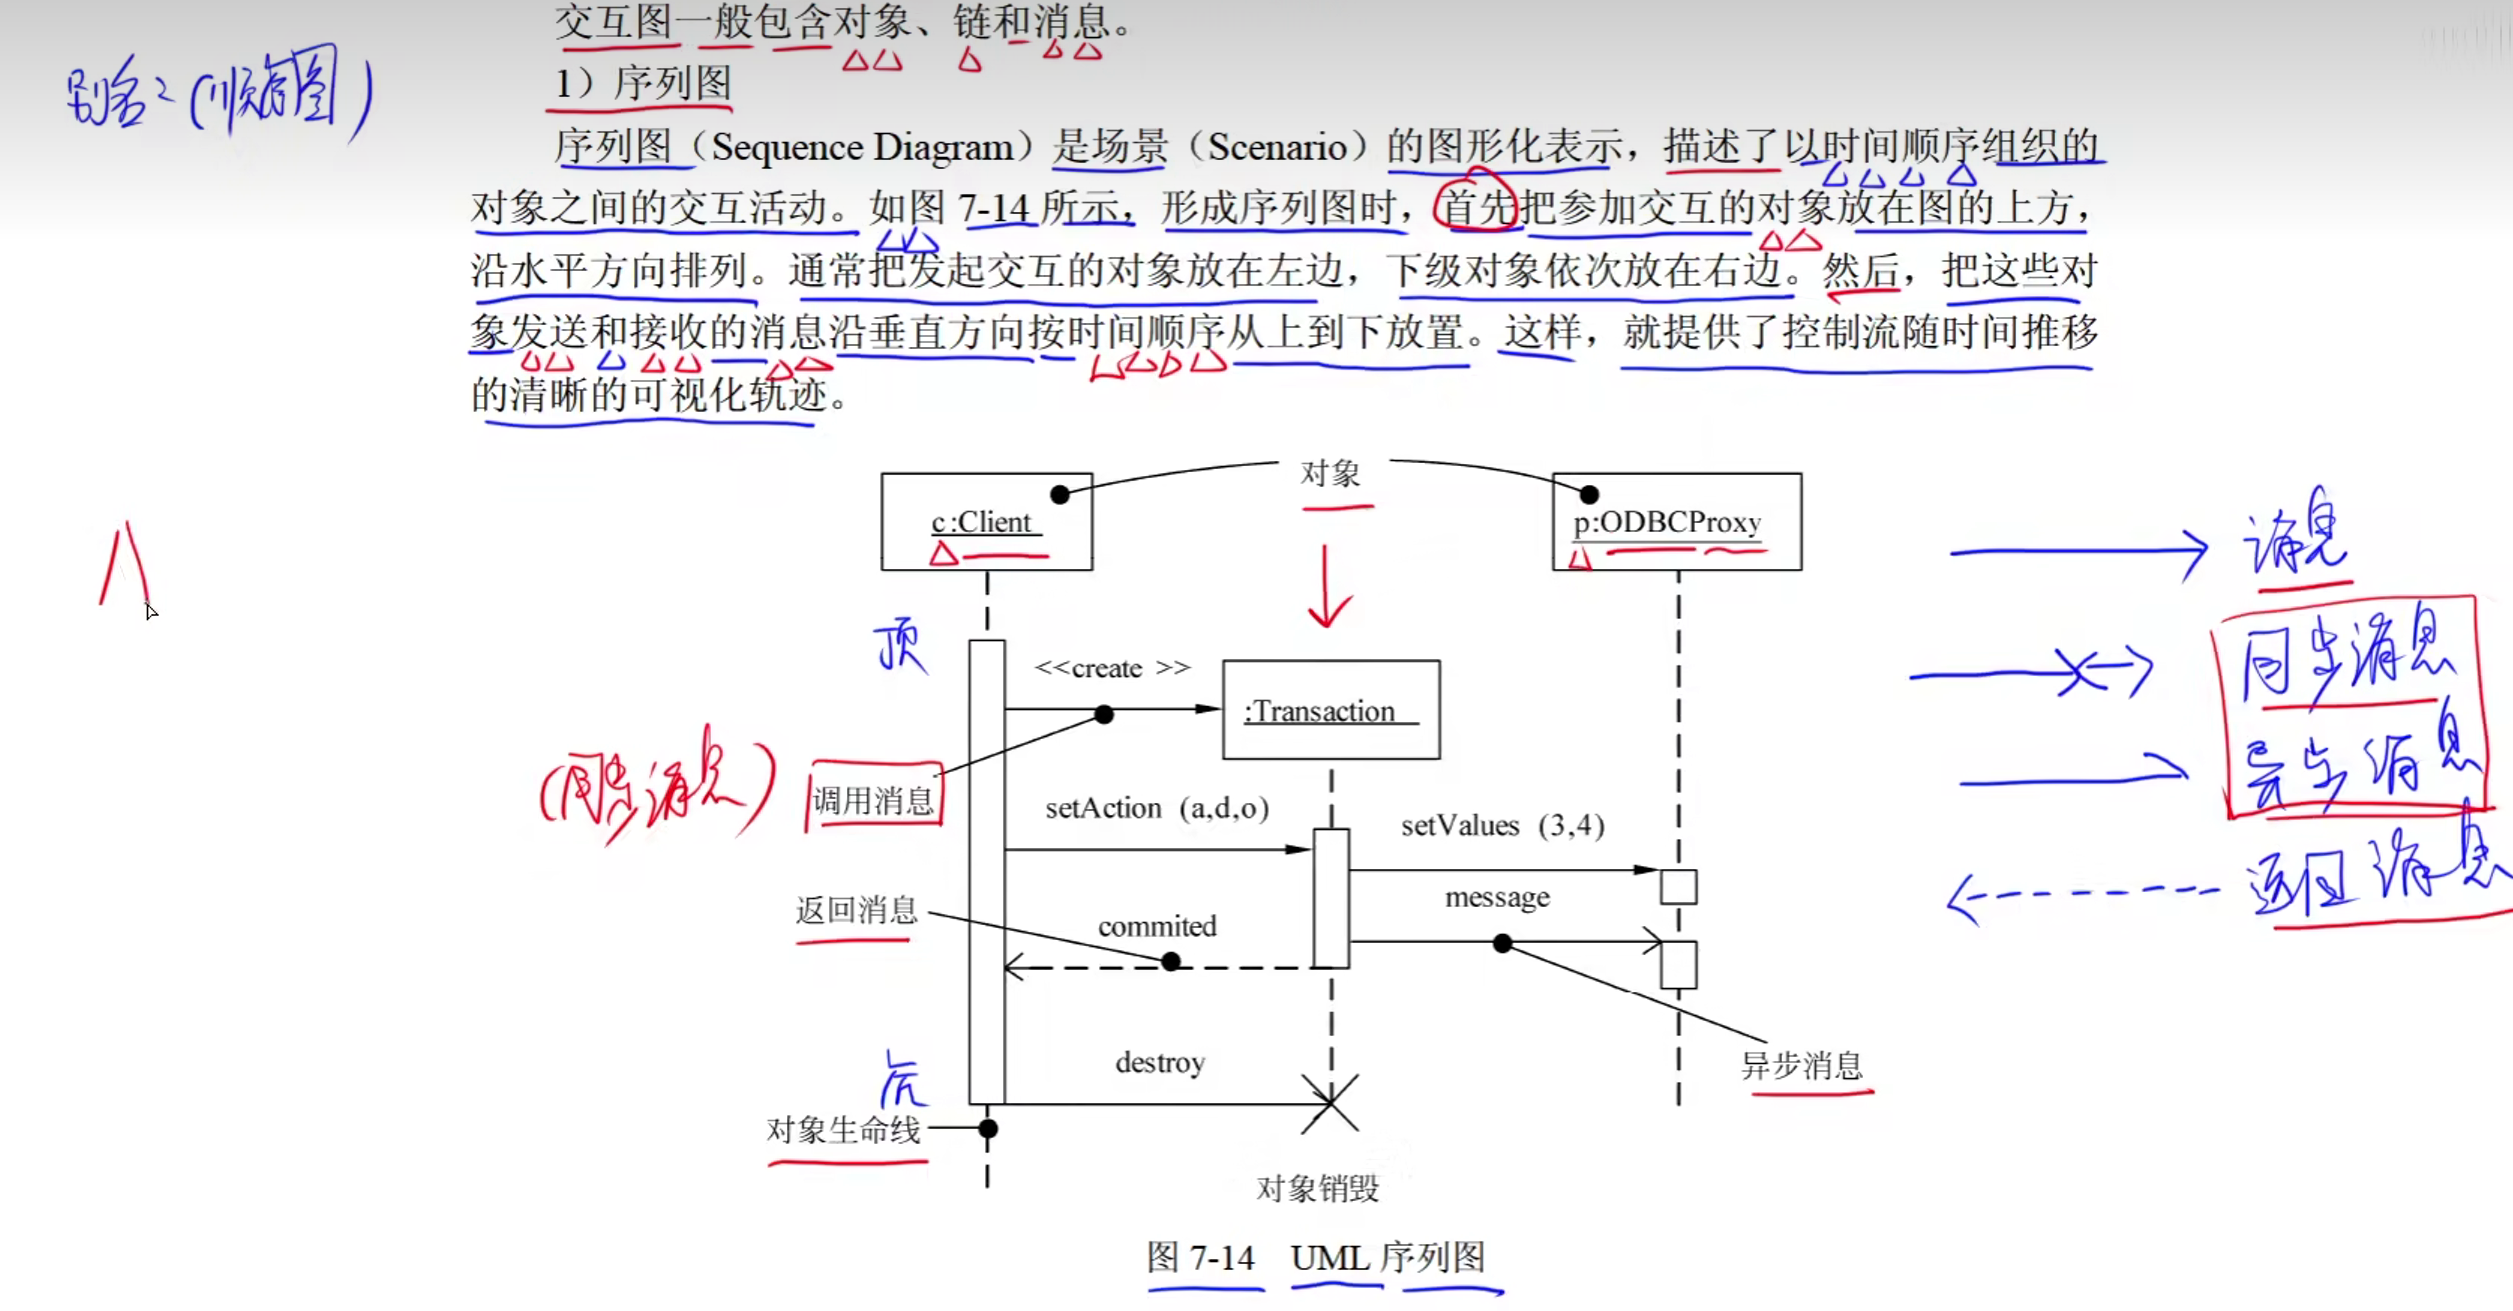 交互图一般包含对象、链和消息。
别名：(顺序图)
1）序列图
序列图（Sequence Diagram）是场景（Scenario）的图形化表示，描述了以时间顺序组织的
对象之间的交互活动。如图 7-14 所示，形成序列图时，首先把参加交互的对象放在图的上方，
沿水平方向排列。通常把发起交互的对象放在左边，下级对象依次放在右边。然后，把这些对
象发送和接收的消息沿垂直方向按时间顺序从上到下放置。这样，就提供了控制流随时间推移
的清晰的可视化轨迹。
对象
c:Client
p:ODBCProxy
消息
顶
<<create >>
:Transaction
同步消息
(同步消息)
调用消息
异步消息
setAction (a,d,o)
setValues (3,4)
返回消息
commited
message
返回消息
destroy
异步消息
对象生命线
对象销毁
图 7-14 UML 序列图